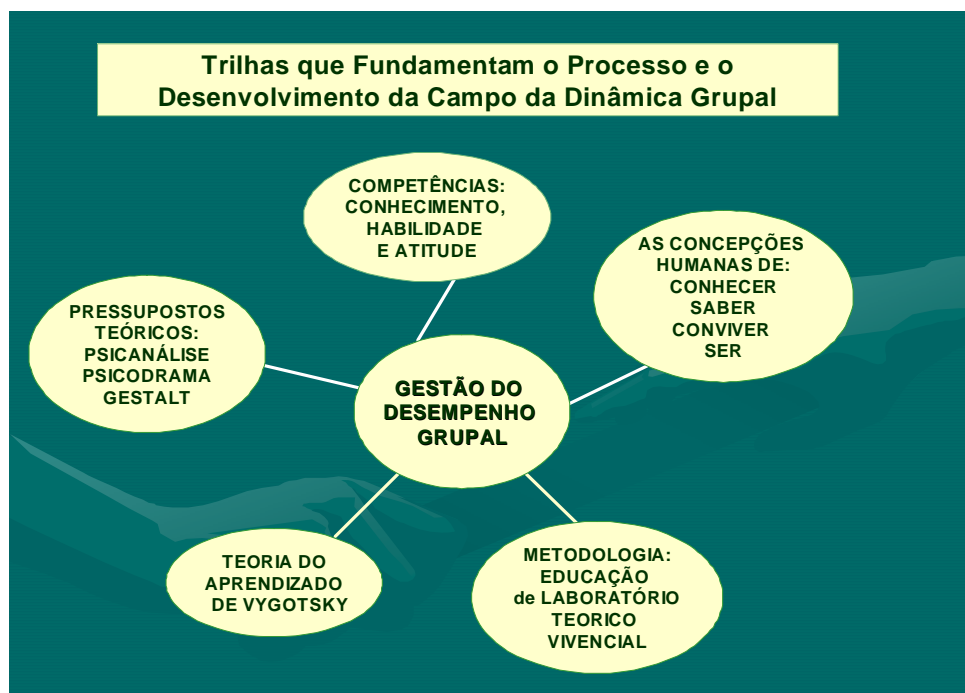 Trilhas que Fundamentam o Processo e o
Desenvolvimento da Campo da Dinâmica Grupal
COMPETÊNCIAS:
CONHECIMENTO,
HABILIDADE
E ATITUDE
AS CONCEPÇÕES
HUMANAS DE:
CONHECER
SABER
CONVIVER
SER
PRESSUPOSTOS
TEÓRICOS:
PSICANÁLISE
PSICODRAMA
GESTALT
GESTÃO DO
DESEMPENHO
GRUPAL
TEORIA DO
APRENDIZADO
DE VYGOTSKY
METODOLOGIA:
EDUCAÇÃO
de LABORATÓRIO
TEORICO
VIVENCIAL